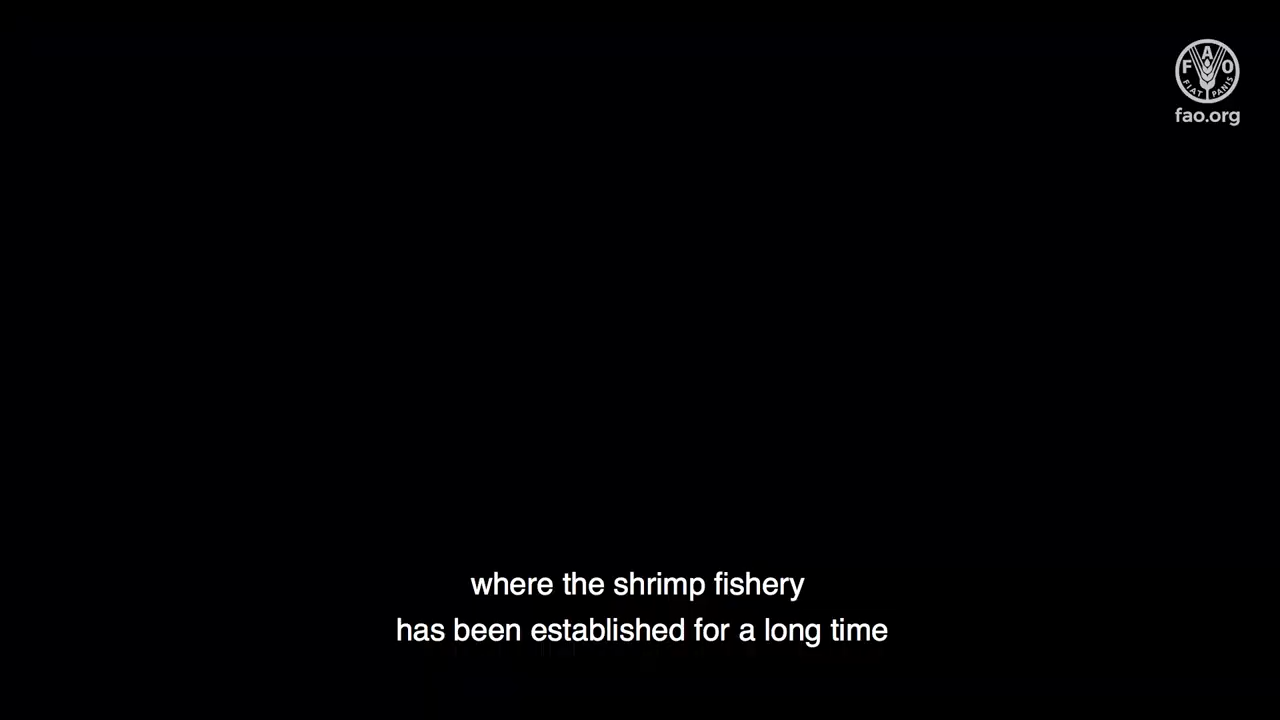 FAO
FIAT PANIS
fao.org
where the shrimp fishery
has been established for a long time